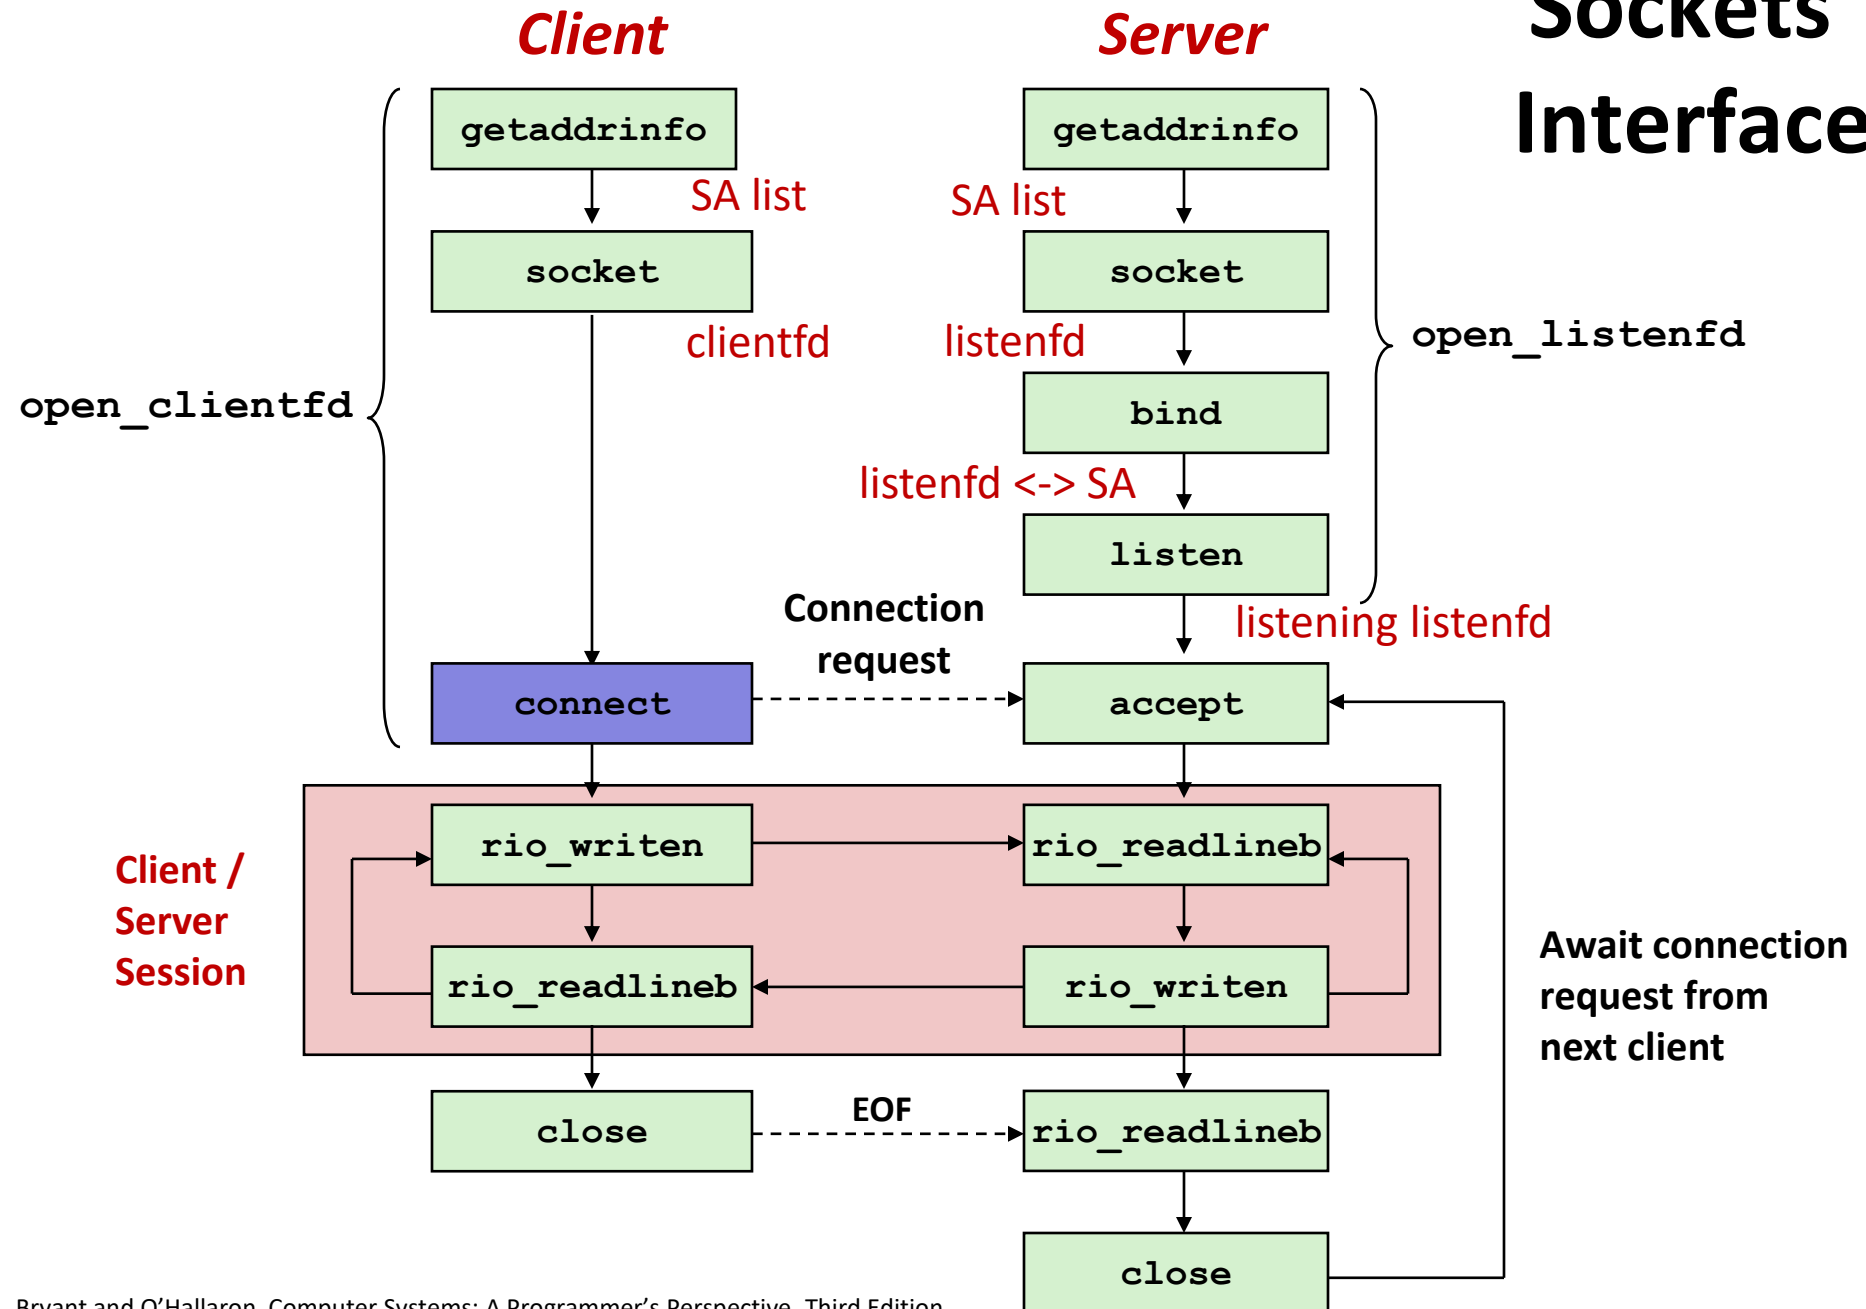 Sockets
Interface
Client
Server
getaddrinfo
getaddrinfo
SA list
SA list
socket
socket
clientfd
listenfd
open_listenfd
open_clientfd
bind
listenfd <-> SA
listen
Connection
request
listening listenfd
connect
accept
Client /
Server
Session
rio_writen
rio_readlineb
rio_readlineb
rio_writen
Await connection
request from
next client
close
EOF
rio_readlineb
close
Bryant and O'Hallaron, Computer Systems: A Programmer's Perspective, Third Edition